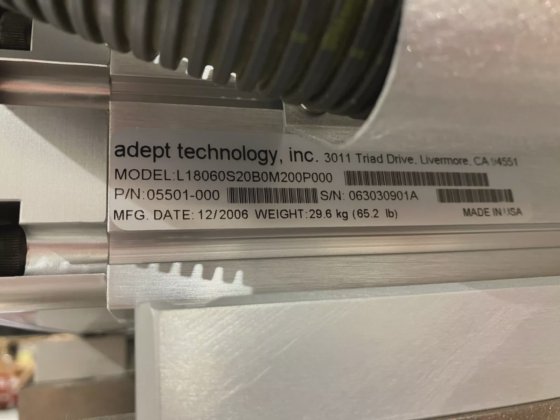 adept technology, inc. 3011 Triad Drive, Livermore, CA 94551
MODEL:L18060S20B0M200P000
P/N:05501-000 S/N: 063030901A
MFG. DATE: 12/2006 WEIGHT:29.6 kg (65.2 lb) MADE IN USA